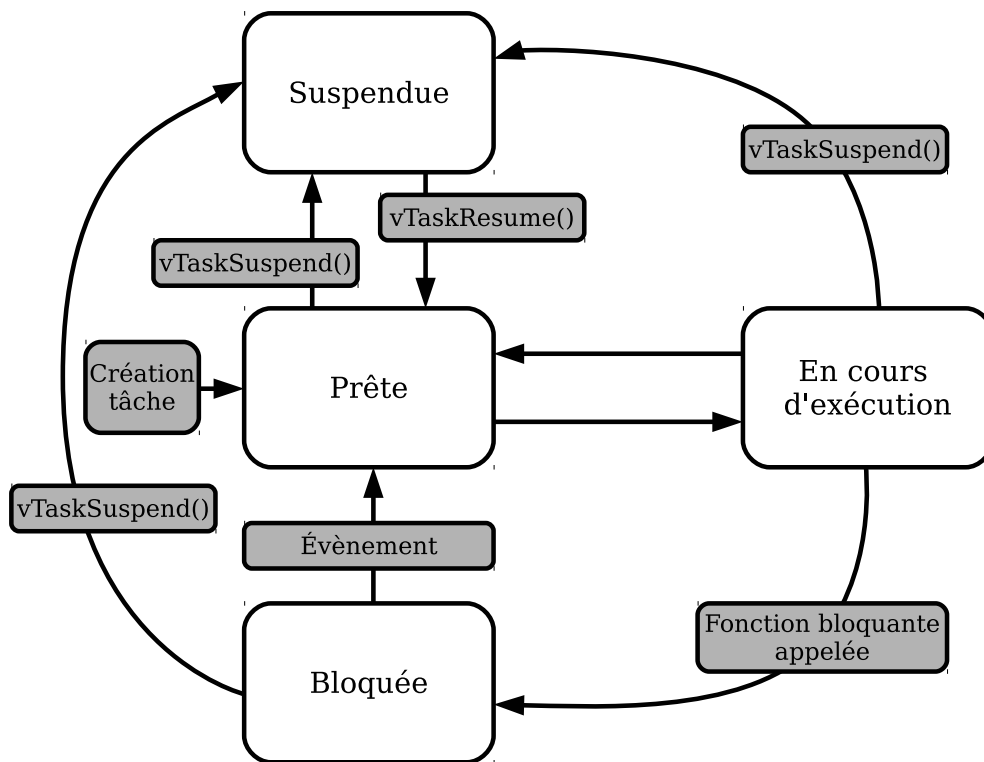 Suspendue
vTaskSuspend()
vTaskResume()
vTaskSuspend()
Création
tâche
Prête
En cours
d'exécution
vTaskSuspend()
Évènement
Fonction bloquante
appelée
Bloquée